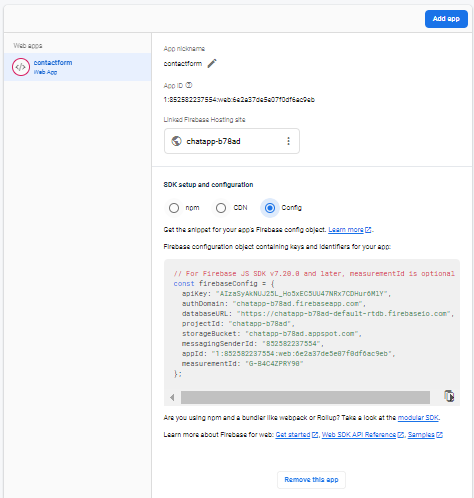 Add app
Web apps
contactform
Web App
App nickname
contactform
App ID
1:852582237554:web:6e2a37de5e07f0df6ac9eb
Linked Firebase Hosting site
chatapp-b78ad
SDK setup and configuration
npm CDN Config
Get the snippet for your app's Firebase config object. Learn more
Firebase configuration object containing keys and identifiers for your app:
// For Firebase JS SDK v7.20.0 and later, measurementId is optional
const firebaseConfig = {
apiKey:
authDomain: "chatapp-b78ad.firebaseapp.com",
databaseURL: "https://chatapp-b78ad-default-rtdb.firebaseio.com",
projectId: "chatapp-b78ad",
storageBucket: "chatapp-b78ad.appspot.com",
messagingSenderId: "852582237554",
appId: "1:852582237554:web:6e2a37de5e07f0df6ac9eb",
measurementId: "G-B4C4ZPRY90"
};
Are you using npm and a bundler like webpack or Rollup? Take a look at the modular SDK.
Learn more about Firebase for web: Get started, Web SDK API Reference, Samples
Remove this app